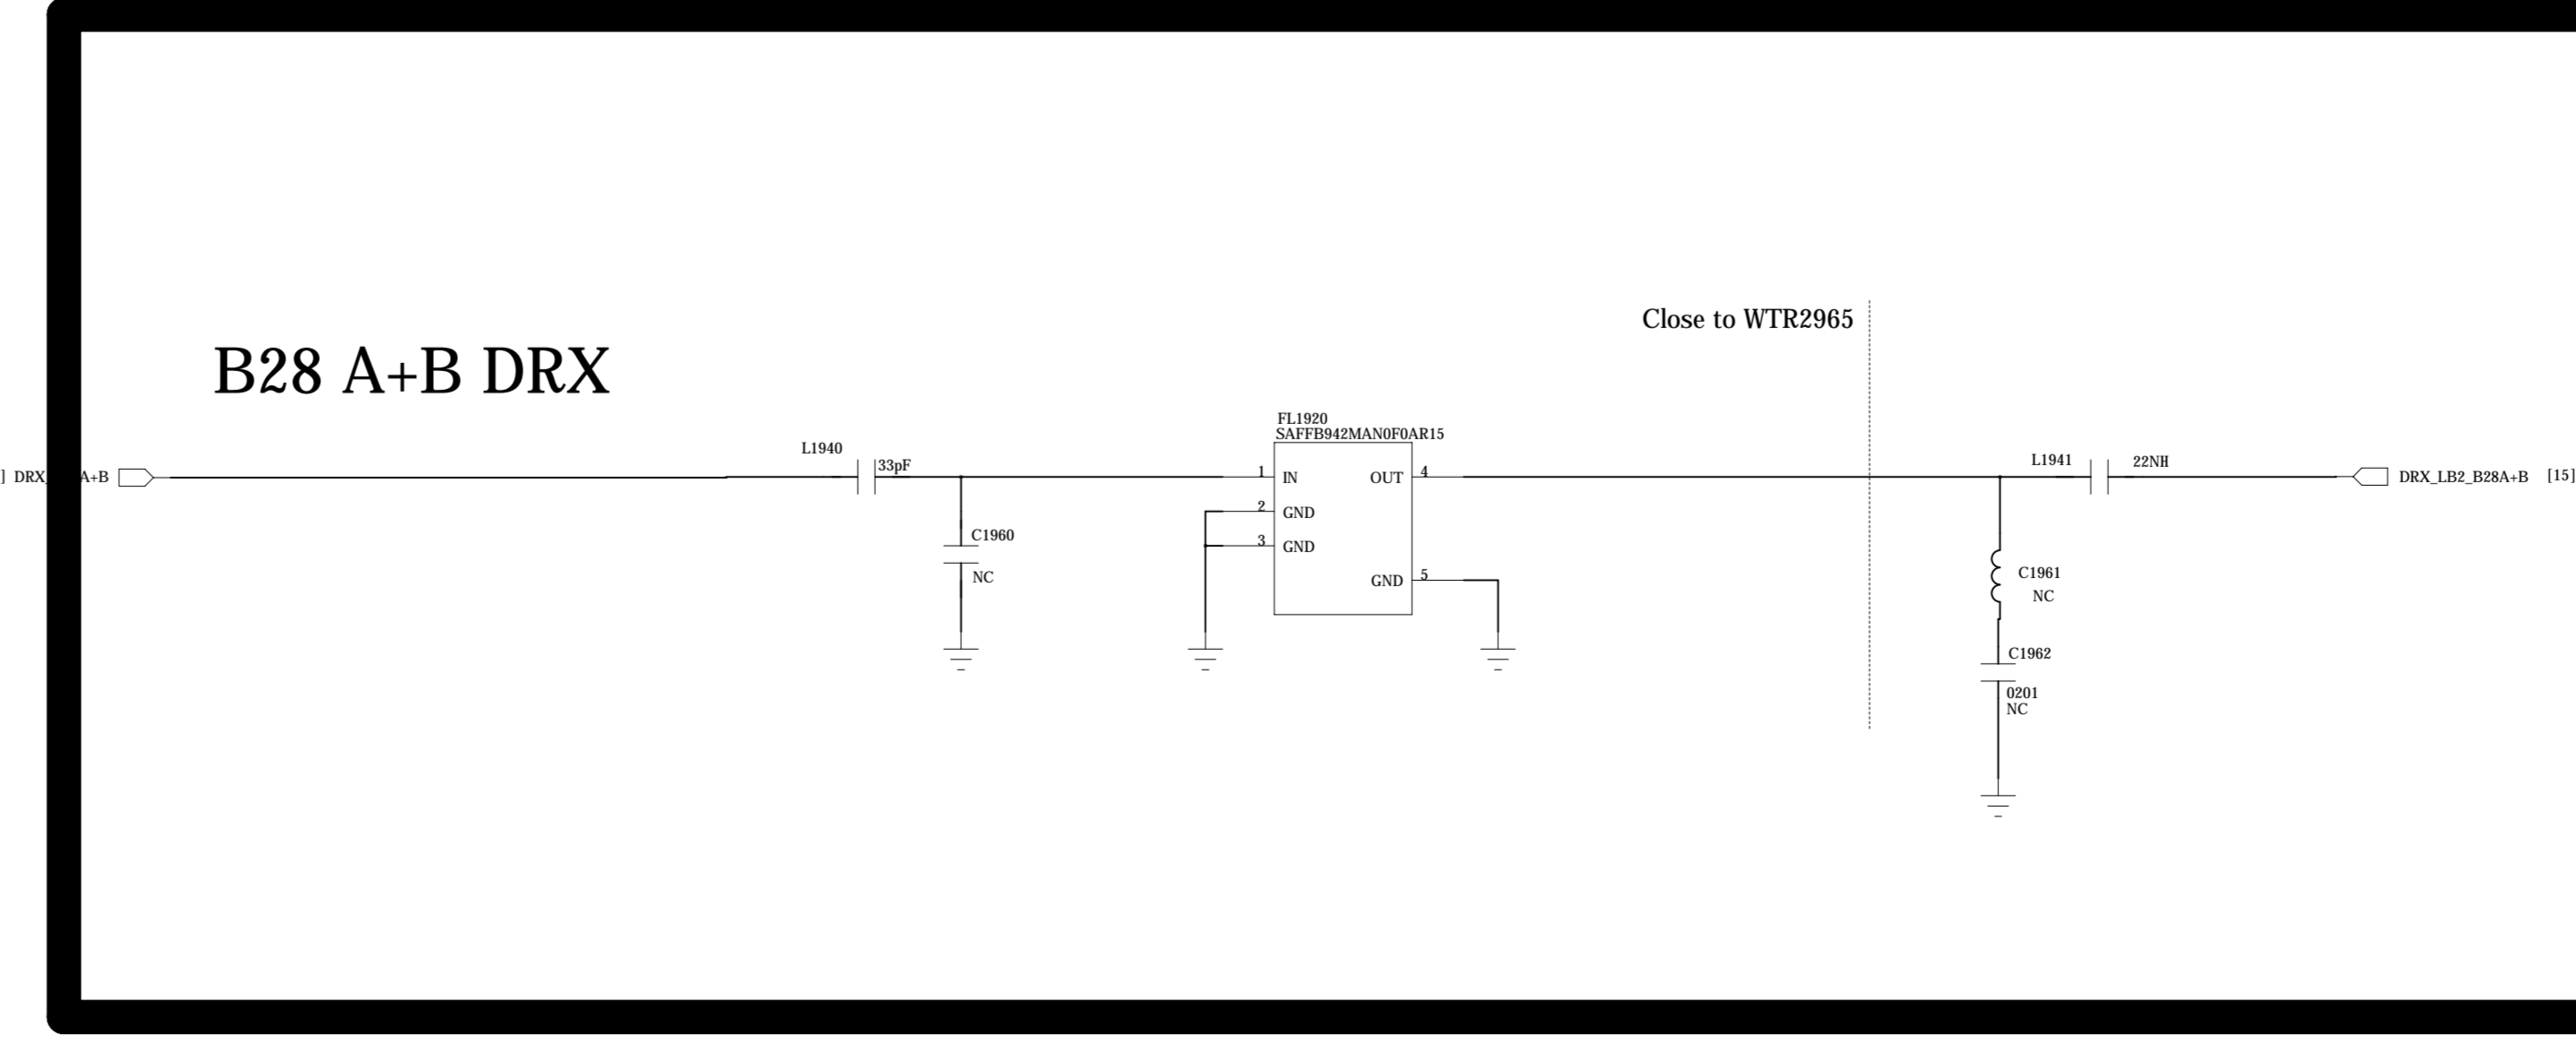 Close to WTR2965
B28 A+B DRX
FL1920
SAFFB942MAN0F0AR15
L1940
33pF
L1941
22NH
] DRX_ A+B
1 IN
OUT 4
DRX_LB2_B28A+B [15]
2 GND
3 GND
GND 5
C1960
NC
C1961
NC
C1962
0201
NC